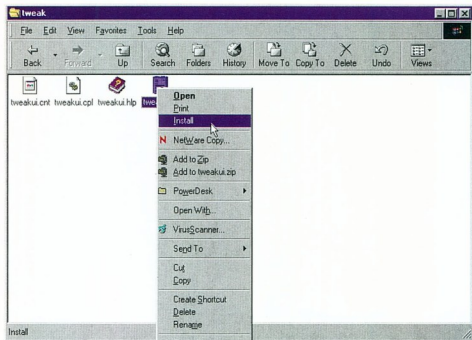 tweak
File Edit View Favorites Tools Help
Back Forward Up Search Folders History Move To Copy To Delete Undo Views
tweakui.cnt tweakui.cpl tweakui.hlp twea
Open
Print
Install
NetWare Copy...
Add to Zip
Add to tweakui.zip
PowerDesk
Open With...
VirusScanner...
Send To
Cut
Copy
Create Shortcut
Delete
Rename
Install